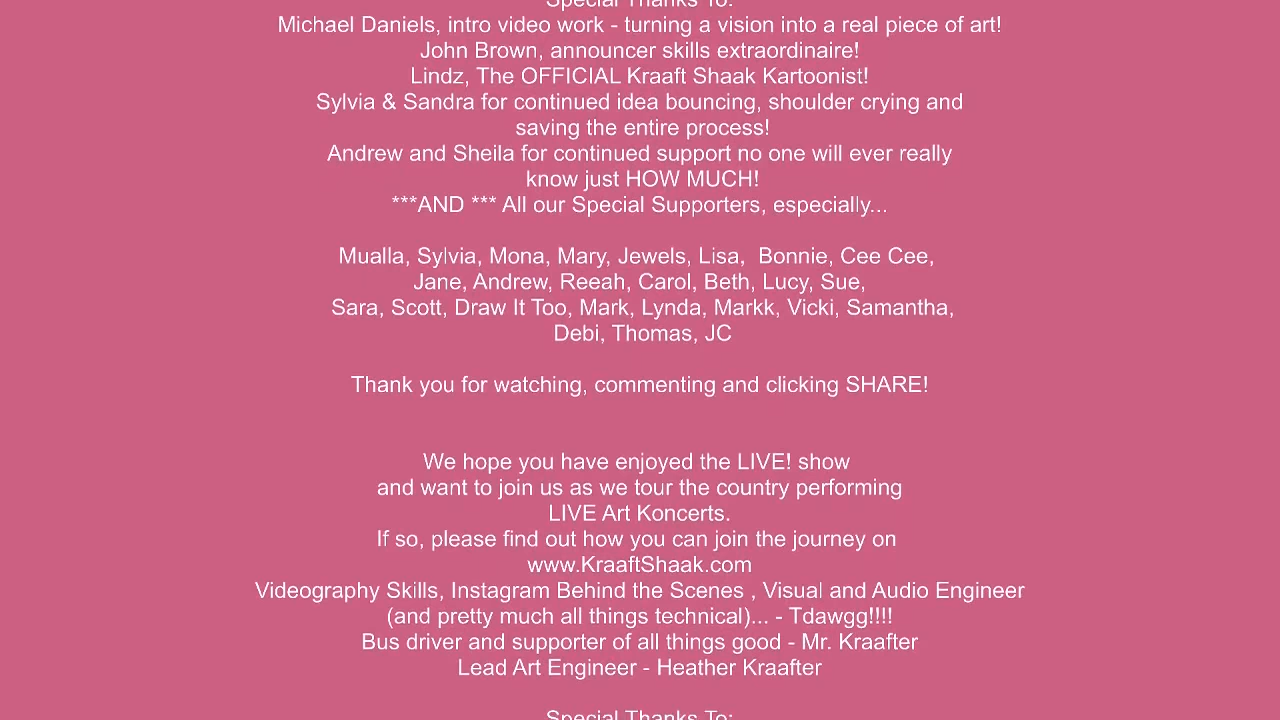 Special Thanks To:
Michael Daniels, intro video work - turning a vision into a real piece of art!
John Brown, announcer skills extraordinaire!
Lindz, The OFFICIAL Kraaft Shaak Kartoonist!
Sylvia & Sandra for continued idea bouncing, shoulder crying and
saving the entire process!
Andrew and Sheila for continued support no one will ever really
know just HOW MUCH!
***AND *** All our Special Supporters, especially...
Mualla, Sylvia, Mona, Mary, Jewels, Lisa,  Bonnie, Cee Cee,
Jane, Andrew, Reeah, Carol, Beth, Lucy, Sue,
Sara, Scott, Draw It Too, Mark, Lynda, Markk, Vicki, Samantha,
Debi, Thomas, JC
Thank you for watching, commenting and clicking SHARE!
We hope you have enjoyed the LIVE! show
and want to join us as we tour the country performing
LIVE Art Koncerts.
If so, please find out how you can join the journey on
www.KraaftShaak.com
Videography Skills, Instagram Behind the Scenes , Visual and Audio Engineer
(and pretty much all things technical)... - Tdawgg!!!!
Bus driver and supporter of all things good - Mr. Kraafter
Lead Art Engineer - Heather Kraafter
Special Thanks To: